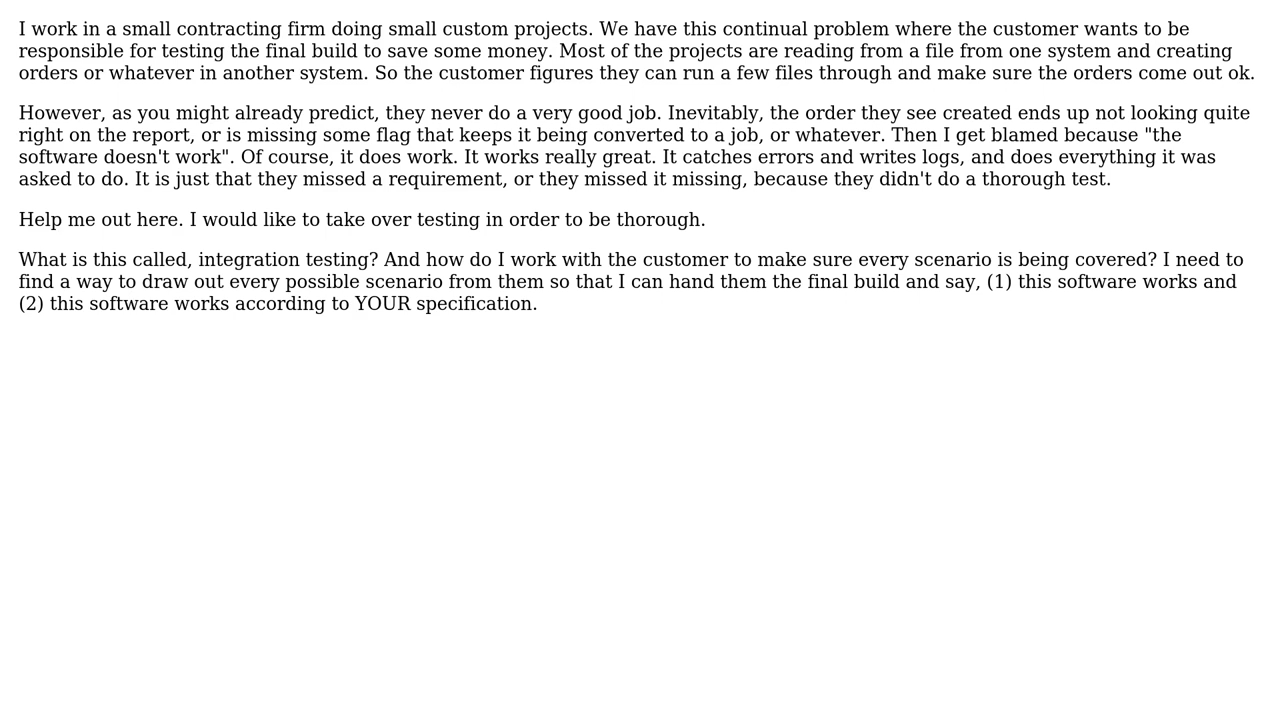 I work in a small contracting firm doing small custom projects. We have this continual problem where the customer wants to be
responsible for testing the final build to save some money. Most of the projects are reading from a file from one system and creating
orders or whatever in another system. So the customer figures they can run a few files through and make sure the orders come out ok.
However, as you might already predict, they never do a very good job. Inevitably, the order they see created ends up not looking quite
right on the report, or is missing some flag that keeps it being converted to a job, or whatever. Then I get blamed because "the
software doesn't work". Of course, it does work. It works really great. It catches errors and writes logs, and does everything it was
asked to do. It is just that they missed a requirement, or they missed it missing, because they didn't do a thorough test.
Help me out here. I would like to take over testing in order to be thorough.
What is this called, integration testing? And how do I work with the customer to make sure every scenario is being covered? I need to
find a way to draw out every possible scenario from them so that I can hand them the final build and say, (1) this software works and
(2) this software works according to YOUR specification.